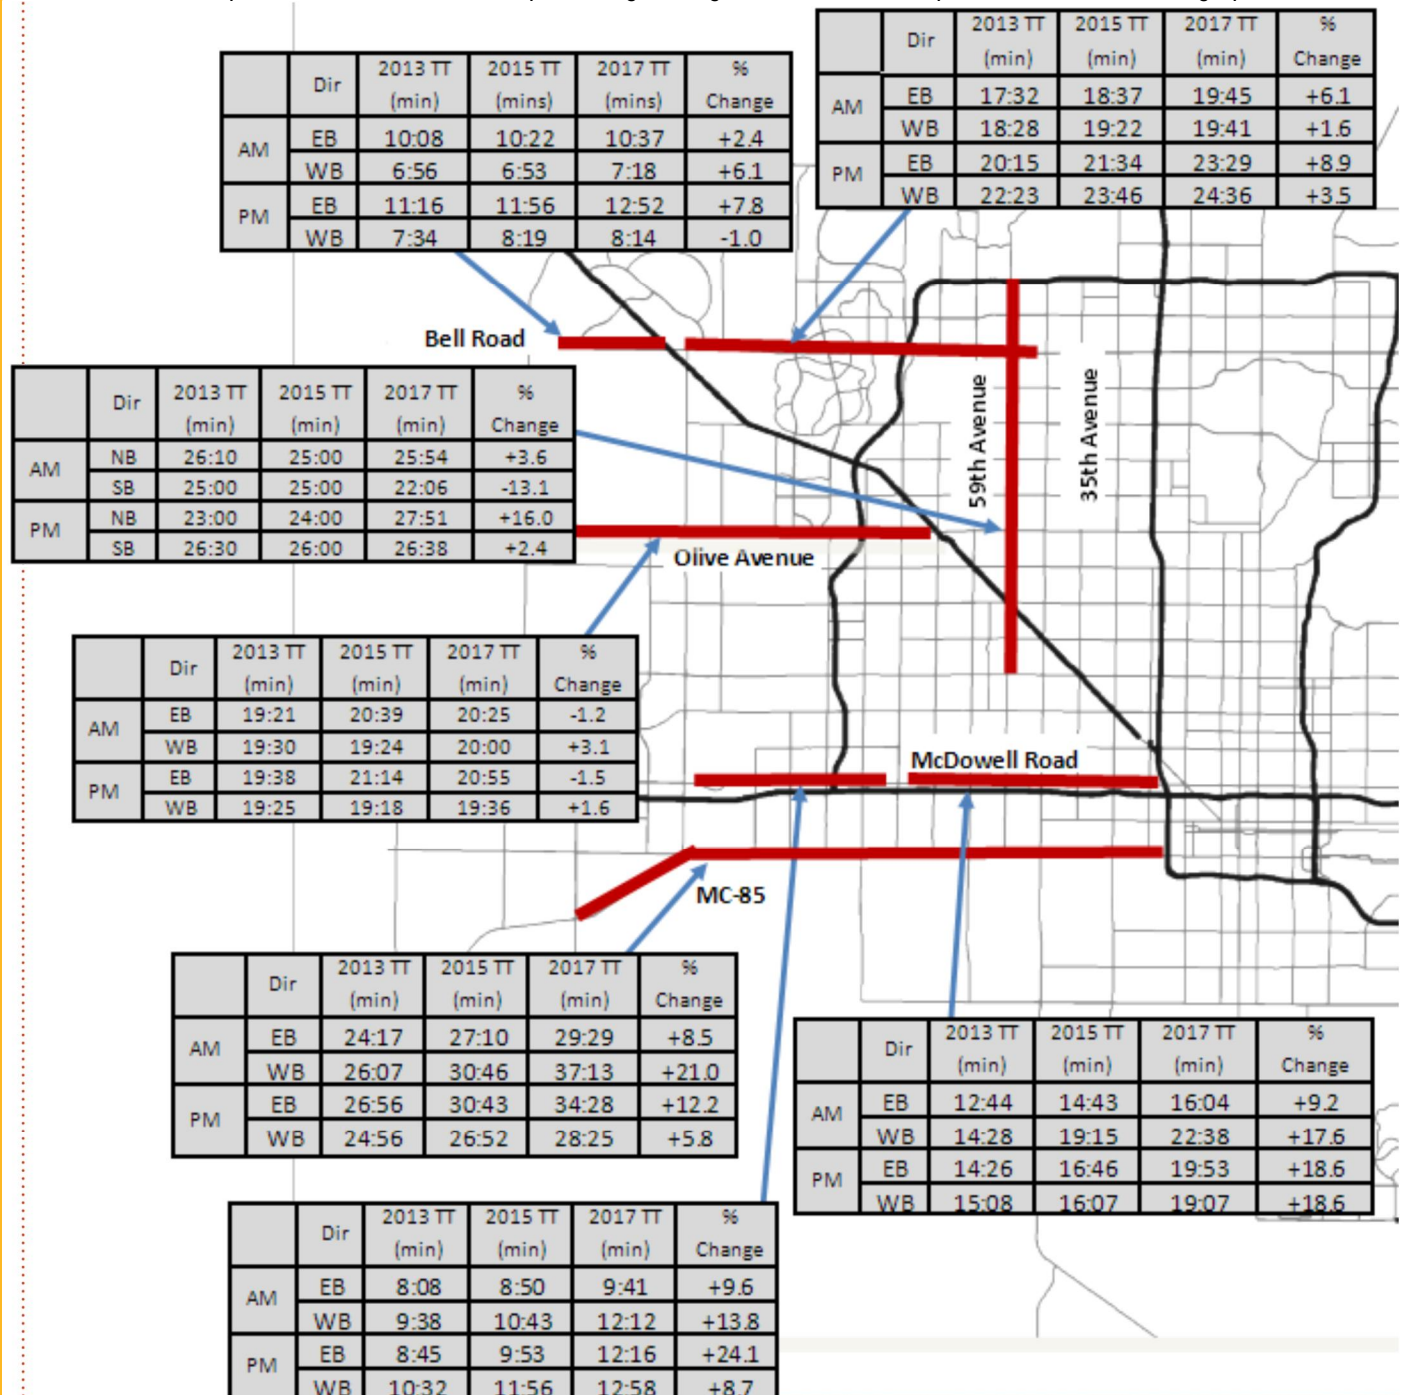 Dir 2013 TT (min) 2015 TT (mins) 2017 TT (mins) % Change
AM EB 10:08 10:22 10:37 +2.4
WB 6:56 6:53 7:18 +6.1
PM EB 11:16 11:56 12:52 +7.8
WB 7:34 8:19 8:14 -1.0
Dir 2013 TT (min) 2015 TT (min) 2017 TT (min) % Change
AM EB 17:32 18:37 19:45 +6.1
WB 18:28 19:22 19:41 +1.6
PM EB 20:15 21:34 23:29 +8.9
WB 22:23 23:46 24:36 +3.5
Bell Road
59th Avenue
35th Avenue
Dir 2013 TT (min) 2015 TT (min) 2017 TT (min) % Change
AM NB 26:10 25:00 25:54 +3.6
SB 25:00 25:00 22:06 -13.1
PM NB 23:00 24:00 27:51 +16.0
SB 26:30 26:00 26:38 +2.4
Olive Avenue
Dir 2013 TT (min) 2015 TT (min) 2017 TT (min) % Change
AM EB 19:21 20:39 20:25 -1.2
WB 19:30 19:24 20:00 +3.1
PM EB 19:38 21:14 20:55 -1.5
WB 19:25 19:18 19:36 +1.6
McDowell Road
MC-85
Dir 2013 TT (min) 2015 TT (min) 2017 TT (min) % Change
AM EB 24:17 27:10 29:29 +8.5
WB 26:07 30:46 37:13 +21.0
PM EB 26:56 30:43 34:28 +12.2
WB 24:56 26:52 28:25 +5.8
Dir 2013 TT (min) 2015 TT (min) 2017 TT (min) % Change
AM EB 12:44 14:43 16:04 +9.2
WB 14:28 19:15 22:38 +17.6
PM EB 14:26 16:46 19:53 +18.6
WB 15:08 16:07 19:07 +18.6
Dir 2013 TT (min) 2015 TT (min) 2017 TT (min) % Change
AM EB 8:08 8:50 9:41 +9.6
WB 9:38 10:43 12:12 +13.8
PM EB 8:45 9:53 12:16 +24.1
WB 10:32 11:56 12:58 +8.7